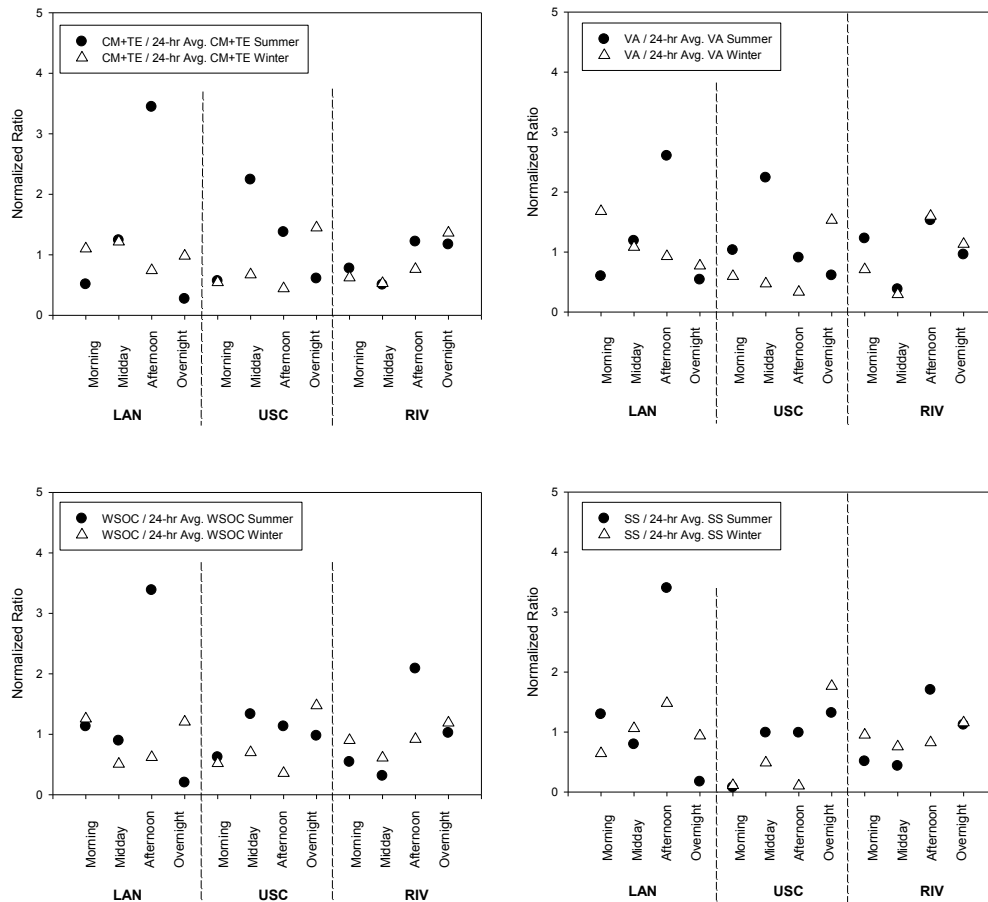 5
4
3
2
1
0
Normalized Ratio
CM+TE / 24-hr Avg. CM+TE Summer
CM+TE / 24-hr Avg. CM+TE Winter
Morning
Midday
Afternoon
Overnight
Morning
Midday
Afternoon
Overnight
Morning
Midday
Afternoon
Overnight
LAN
USC
RIV
5
4
3
2
1
0
Normalized Ratio
VA / 24-hr Avg. VA Summer
VA / 24-hr Avg. VA Winter
Morning
Midday
Afternoon
Overnight
Morning
Midday
Afternoon
Overnight
Morning
Midday
Afternoon
Overnight
LAN
USC
RIV
5
4
3
2
1
0
Normalized Ratio
WSOC / 24-hr Avg. WSOC Summer
WSOC / 24-hr Avg. WSOC Winter
Morning
Midday
Afternoon
Overnight
Morning
Midday
Afternoon
Overnight
Morning
Midday
Afternoon
Overnight
LAN
USC
RIV
5
4
3
2
1
0
Normalized Ratio
SS / 24-hr Avg. SS Summer
SS / 24-hr Avg. SS Winter
Morning
Midday
Afternoon
Overnight
Morning
Midday
Afternoon
Overnight
Morning
Midday
Afternoon
Overnight
LAN
USC
RIV